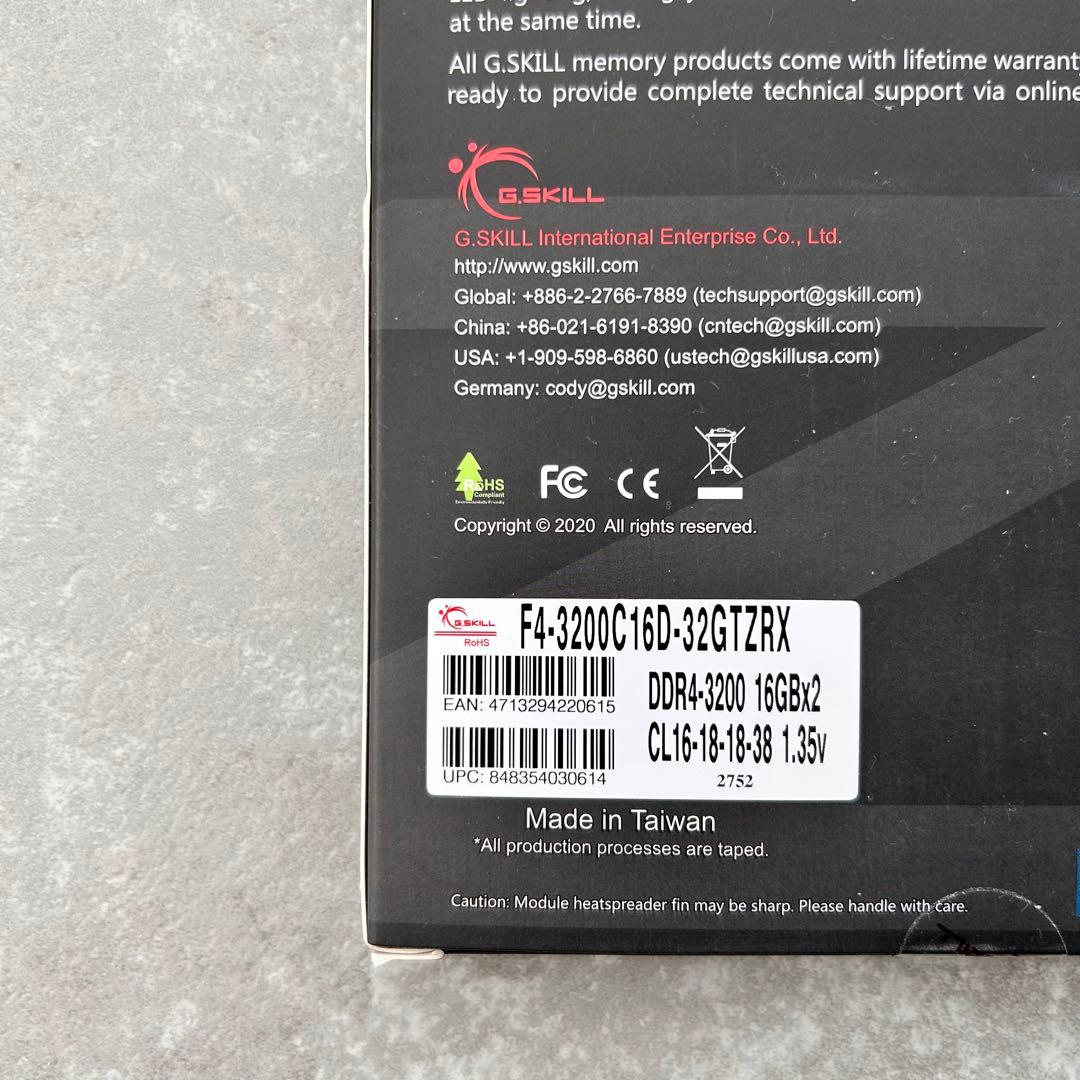 at the same time.
All G.SKILL memory products come with lifetime warranty
ready to provide complete technical support via online
G.SKILL
G.SKILL International Enterprise Co., Ltd.
http://www.gskill.com
Global: +886-2-2766-7889 (techsupport@gskill.com)
China: +86-021-6191-8390 (cntech@gskill.com)
USA: +1-909-598-6860 (ustech@gskillusa.com)
Germany: cody@gskill.com
RoHS
Compliant
Environmentally Friendly
FC CE
Copyright © 2020 All rights reserved.
G.SKILL
RoHS
F4-3200C16D-32GTZRX
EAN: 4713294220615
DDR4-3200 16GBx2
CL16-18-18-38 1.35v
UPC: 848354030614
2752
Made in Taiwan
*All production processes are taped.
Caution: Module heatspreader fin may be sharp. Please handle with care.